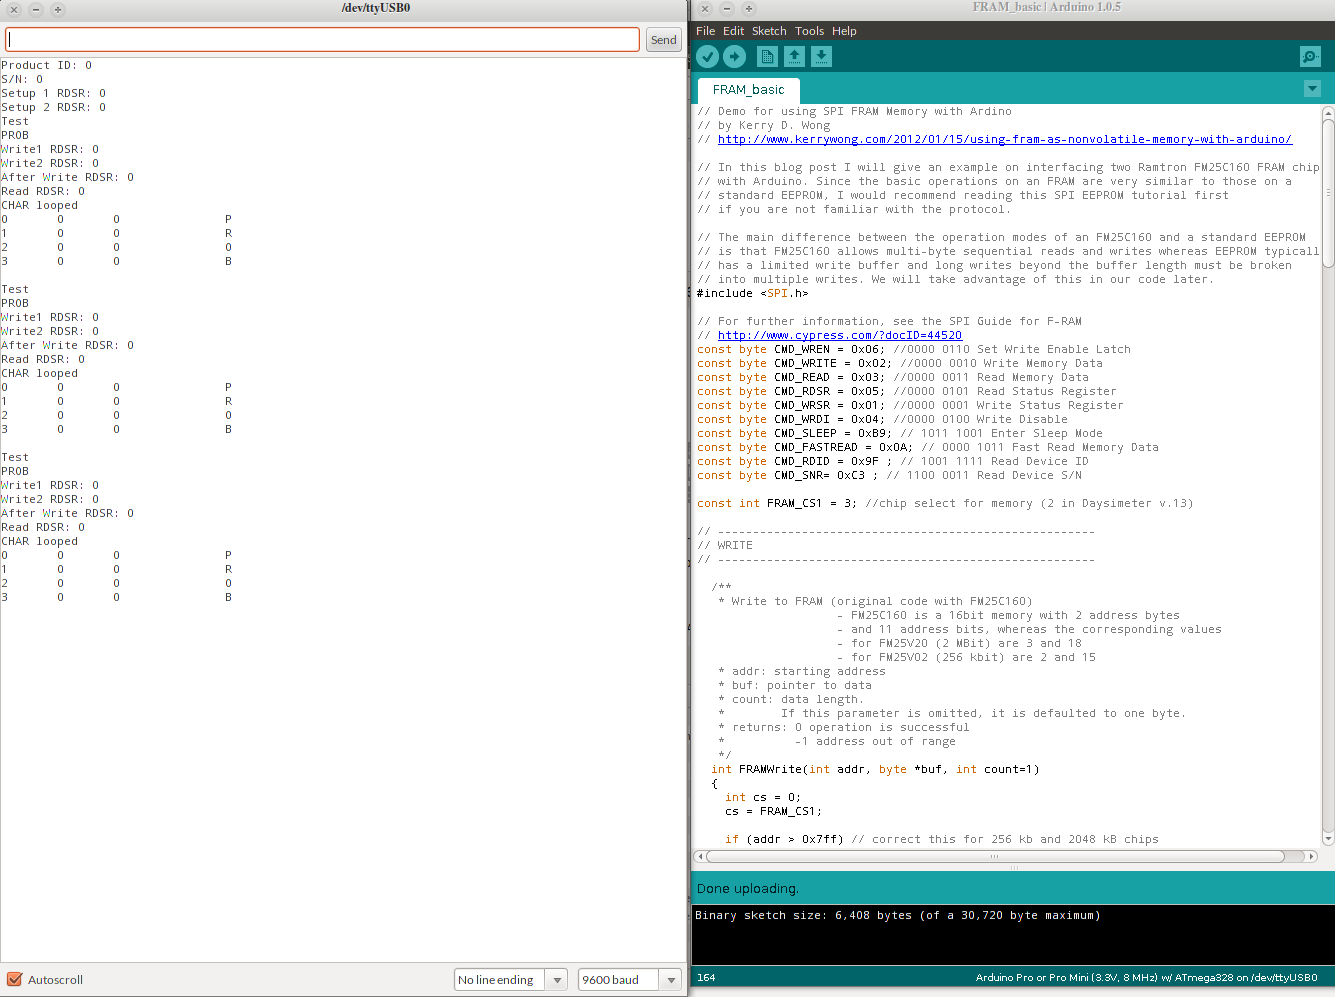 /dev/ttyUSB0
Send
Product ID: 0
S/N: 0
Setup 1 RDSR: 0
Setup 2 RDSR: 0
Test
PROB
Write1 RDSR: 0
Write2 RDSR: 0
After Write RDSR: 0
Read RDSR: 0
CHAR looped
0 0 0 P
1 0 0 R
2 0 0 O
3 0 0 B
Test
PROB
Write1 RDSR: 0
Write2 RDSR: 0
After Write RDSR: 0
Read RDSR: 0
CHAR looped
0 0 0 P
1 0 0 R
2 0 0 O
3 0 0 B
Test
PROB
Write1 RDSR: 0
Write2 RDSR: 0
After Write RDSR: 0
Read RDSR: 0
CHAR looped
0 0 0 P
1 0 0 R
2 0 0 O
3 0 0 B
Autoscroll
No line ending
9600 baud
FRAM_basic | Arduino 1.0.5
File Edit Sketch Tools Help
FRAM_basic
// Demo for using SPI FRAM Memory with Ardino
// by Kerry D. Wong
// http://www.kerrywong.com/2012/01/15/using-fram-as-nonvolatile-memory-with-arduino/
// In this blog post I will give an example on interfacing two Ramtron FM25C160 FRAM chip
// with Arduino. Since the basic operations on an FRAM are very similar to those on a
// standard EEPROM, I would recommend reading this SPI EEPROM tutorial first
// if you are not familiar with the protocol.
// The main difference between the operation modes of an FM25C160 and a standard EEPROM
// is that FM25C160 allows multi-byte sequential reads and writes whereas EEPROM typicall
// has a limited write buffer and long writes beyond the buffer length must be broken
// into multiple writes. We will take advantage of this in our code later.
#include <SPI.h>
// For further information, see the SPI Guide for F-RAM
// http://www.cypress.com/?docID=44520
const byte CMD_WREN = 0x06; //0000 0110 Set Write Enable Latch
const byte CMD_WRITE = 0x02; //0000 0010 Write Memory Data
const byte CMD_READ = 0x03; //0000 0011 Read Memory Data
const byte CMD_RDSR = 0x05; //0000 0101 Read Status Register
const byte CMD_WRSR = 0x01; //0000 0001 Write Status Register
const byte CMD_WRDI = 0x04; //0000 0100 Write Disable
const byte CMD_SLEEP = 0xB9; // 1011 1001 Enter Sleep Mode
const byte CMD_FASTREAD = 0x0A; // 0000 1011 Fast Read Memory Data
const byte CMD_RDID = 0x9F ; // 1001 1111 Read Device ID
const byte CMD_SNR= 0xC3 ; // 1100 0011 Read Device S/N
const int FRAM_CS1 = 3; //chip select for memory (2 in Daysimeter v.13)
// ------------------------------------------------------
// WRITE
// ------------------------------------------------------
/**
* Write to FRAM (original code with FM25C160)
- FM25C160 is a 16bit memory with 2 address bytes
- and 11 address bits, whereas the corresponding values
- for FM25V20 (2 MBit) are 3 and 18
- for FM25V02 (256 kbit) are 2 and 15
* addr: starting address
* buf: pointer to data
* count: data length.
* If this parameter is omitted, it is defaulted to one byte.
* returns: 0 operation is successful
* -1 address out of range
*/
int FRAMWrite(int addr, byte *buf, int count=1)
{
int cs = 0;
cs = FRAM_CS1;
if (addr > 0x7ff) // correct this for 256 kb and 2048 kB chips
Done uploading.
Binary sketch size: 6,408 bytes (of a 30,720 byte maximum)
164
Arduino Pro or Pro Mini (3.3V, 8 MHz) w/ ATmega328 on /dev/ttyUSB0